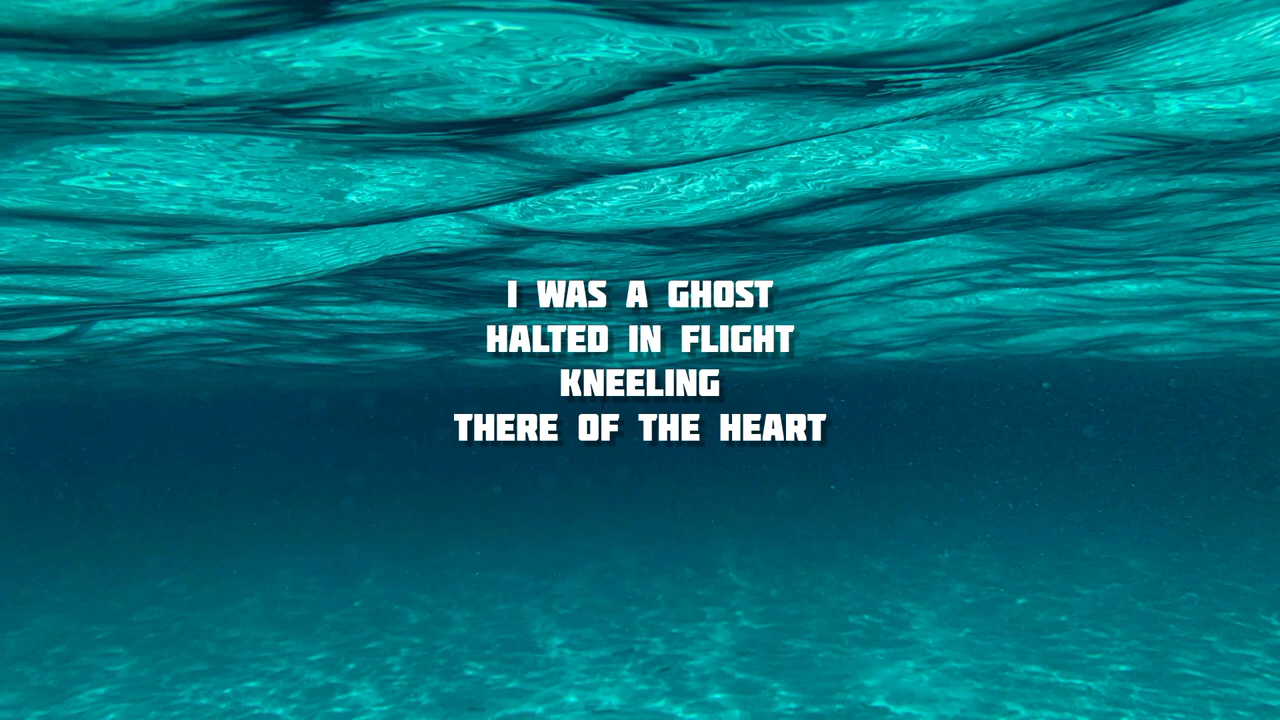 I WAS A GHOST
HALTED IN FLIGHT
KNEELING
THERE OF THE HEART